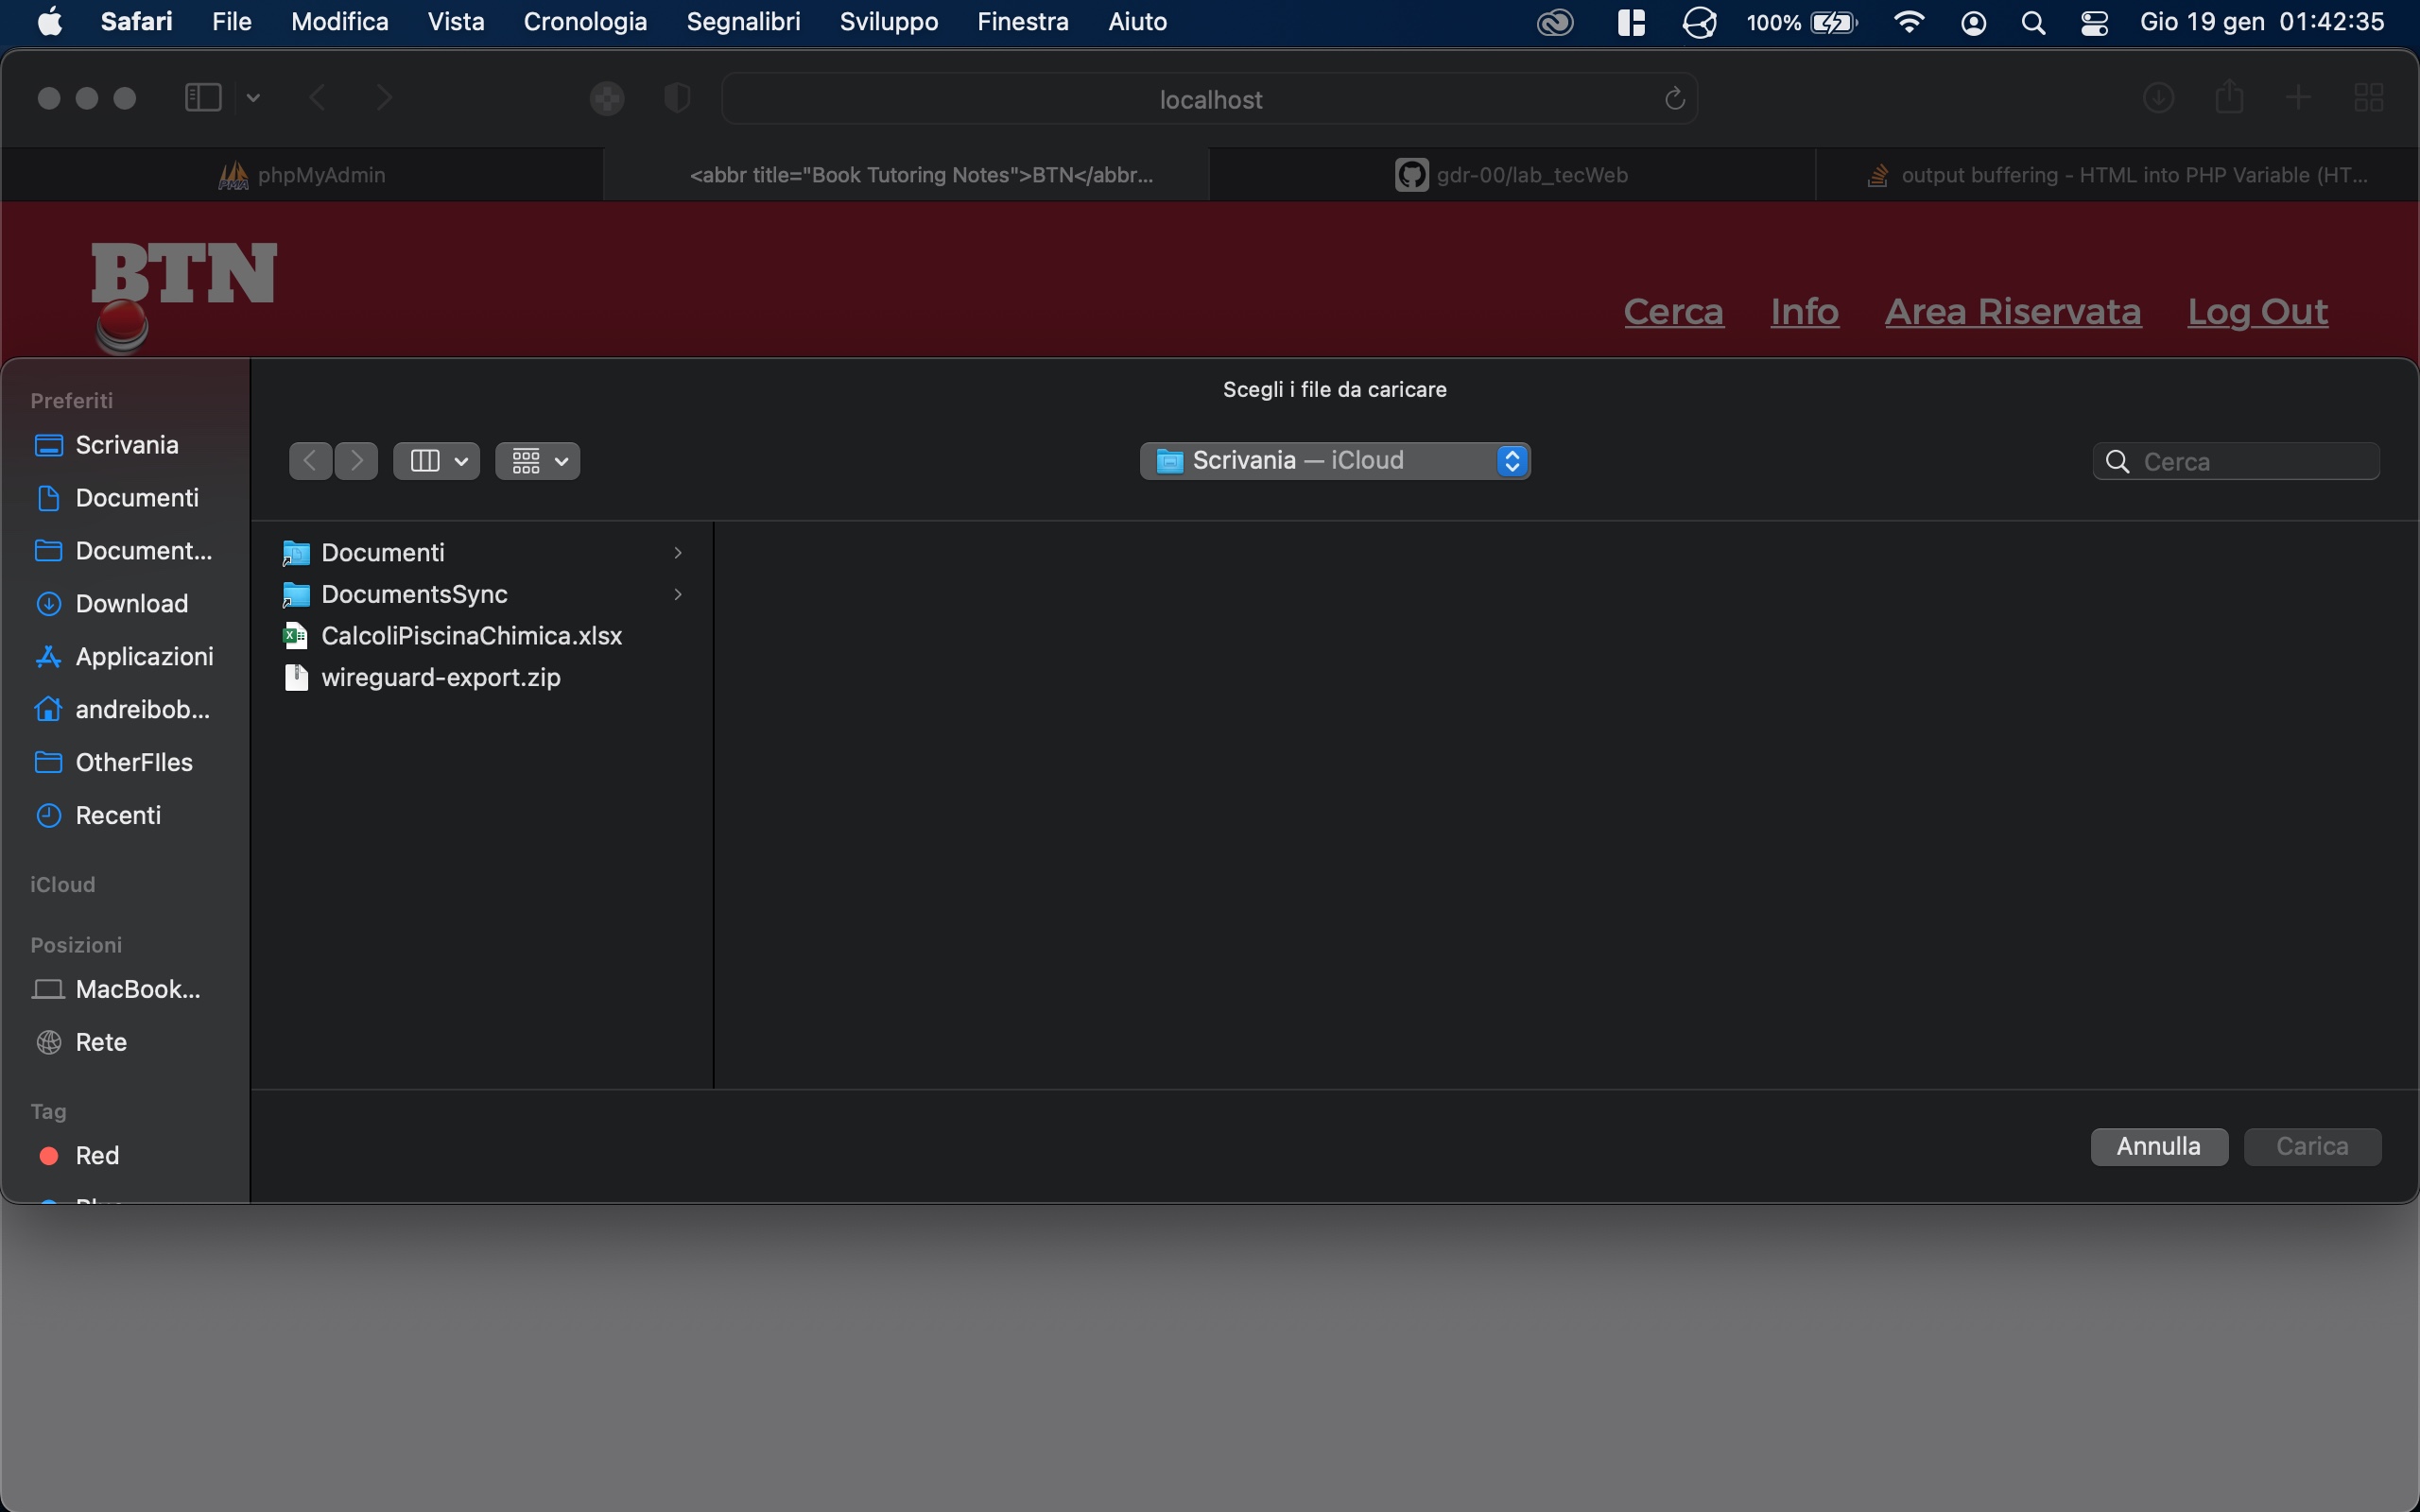 Safari File Modifica Vista Cronologia Segnalibri Sviluppo Finestra Aiuto 100% Gio 19 gen 01:42:35
localhost
phpMyAdmin <abbr title="Book Tutoring Notes">BTN</abbr... gdr-00/lab_tecWeb output buffering - HTML into PHP Variable (HT...
BTN
Cerca Info Area Riservata Log Out
Scegli i file da caricare
Preferiti
Scrivania
Documenti
Document...
Download
Applicazioni
andreibob...
OtherFIles
Recenti
iCloud
Posizioni
MacBook...
Rete
Tag
Red
Scrivania — iCloud
Cerca
Documenti
DocumentsSync
CalcoliPiscinaChimica.xlsx
wireguard-export.zip
Annulla Carica